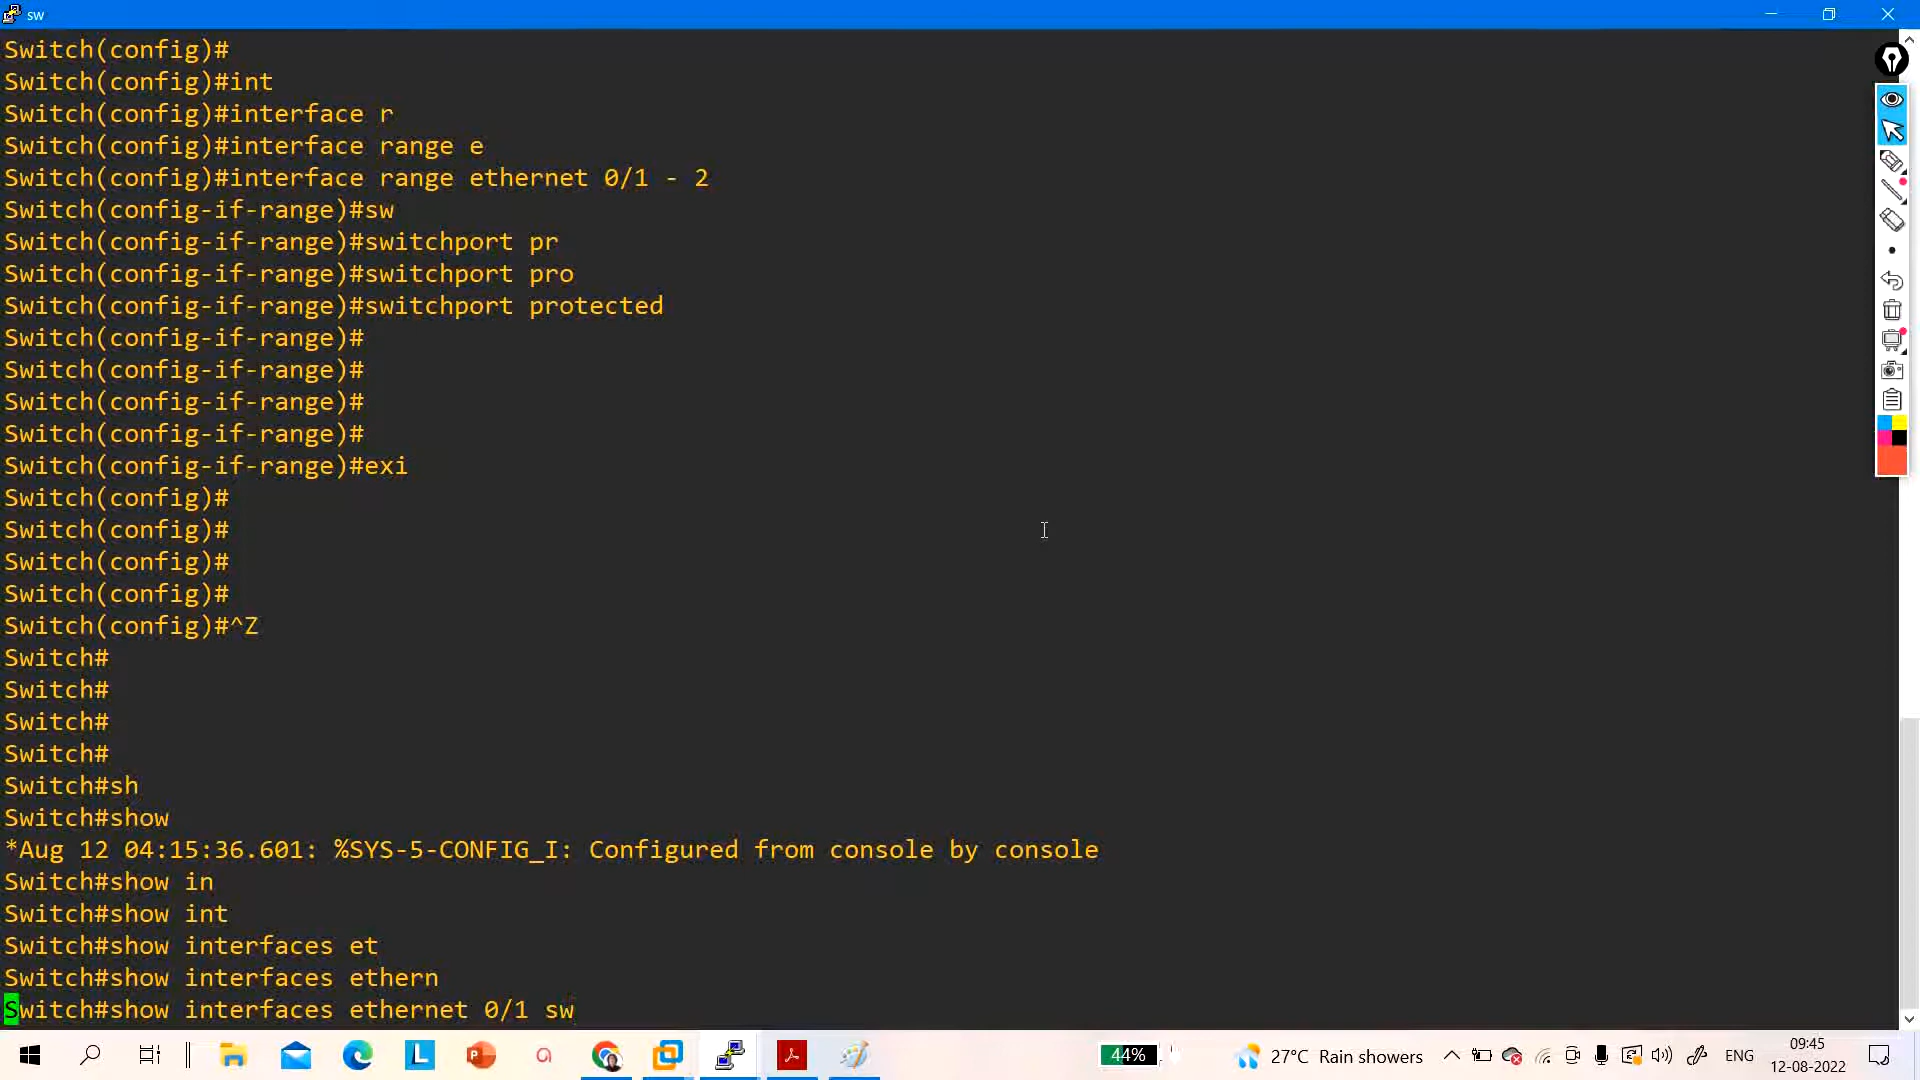 sw
Switch(config)#
Switch(config)#int
Switch(config)#interface r
Switch(config)#interface range e
Switch(config)#interface range ethernet 0/1 - 2
Switch(config-if-range)#sw
Switch(config-if-range)#switchport pr
Switch(config-if-range)#switchport pro
Switch(config-if-range)#switchport protected
Switch(config-if-range)#
Switch(config-if-range)#
Switch(config-if-range)#
Switch(config-if-range)#
Switch(config-if-range)#exi
Switch(config)#
Switch(config)#
Switch(config)#
Switch(config)#
Switch(config)#^Z
Switch#
Switch#
Switch#
Switch#
Switch#sh
Switch#show
*Aug 12 04:15:36.601: %SYS-5-CONFIG_I: Configured from console by console
Switch#show in
Switch#show int
Switch#show interfaces et
Switch#show interfaces ethern
Switch#show interfaces ethernet 0/1 sw
44% 27°C Rain showers ENG 09:45
12-08-2022